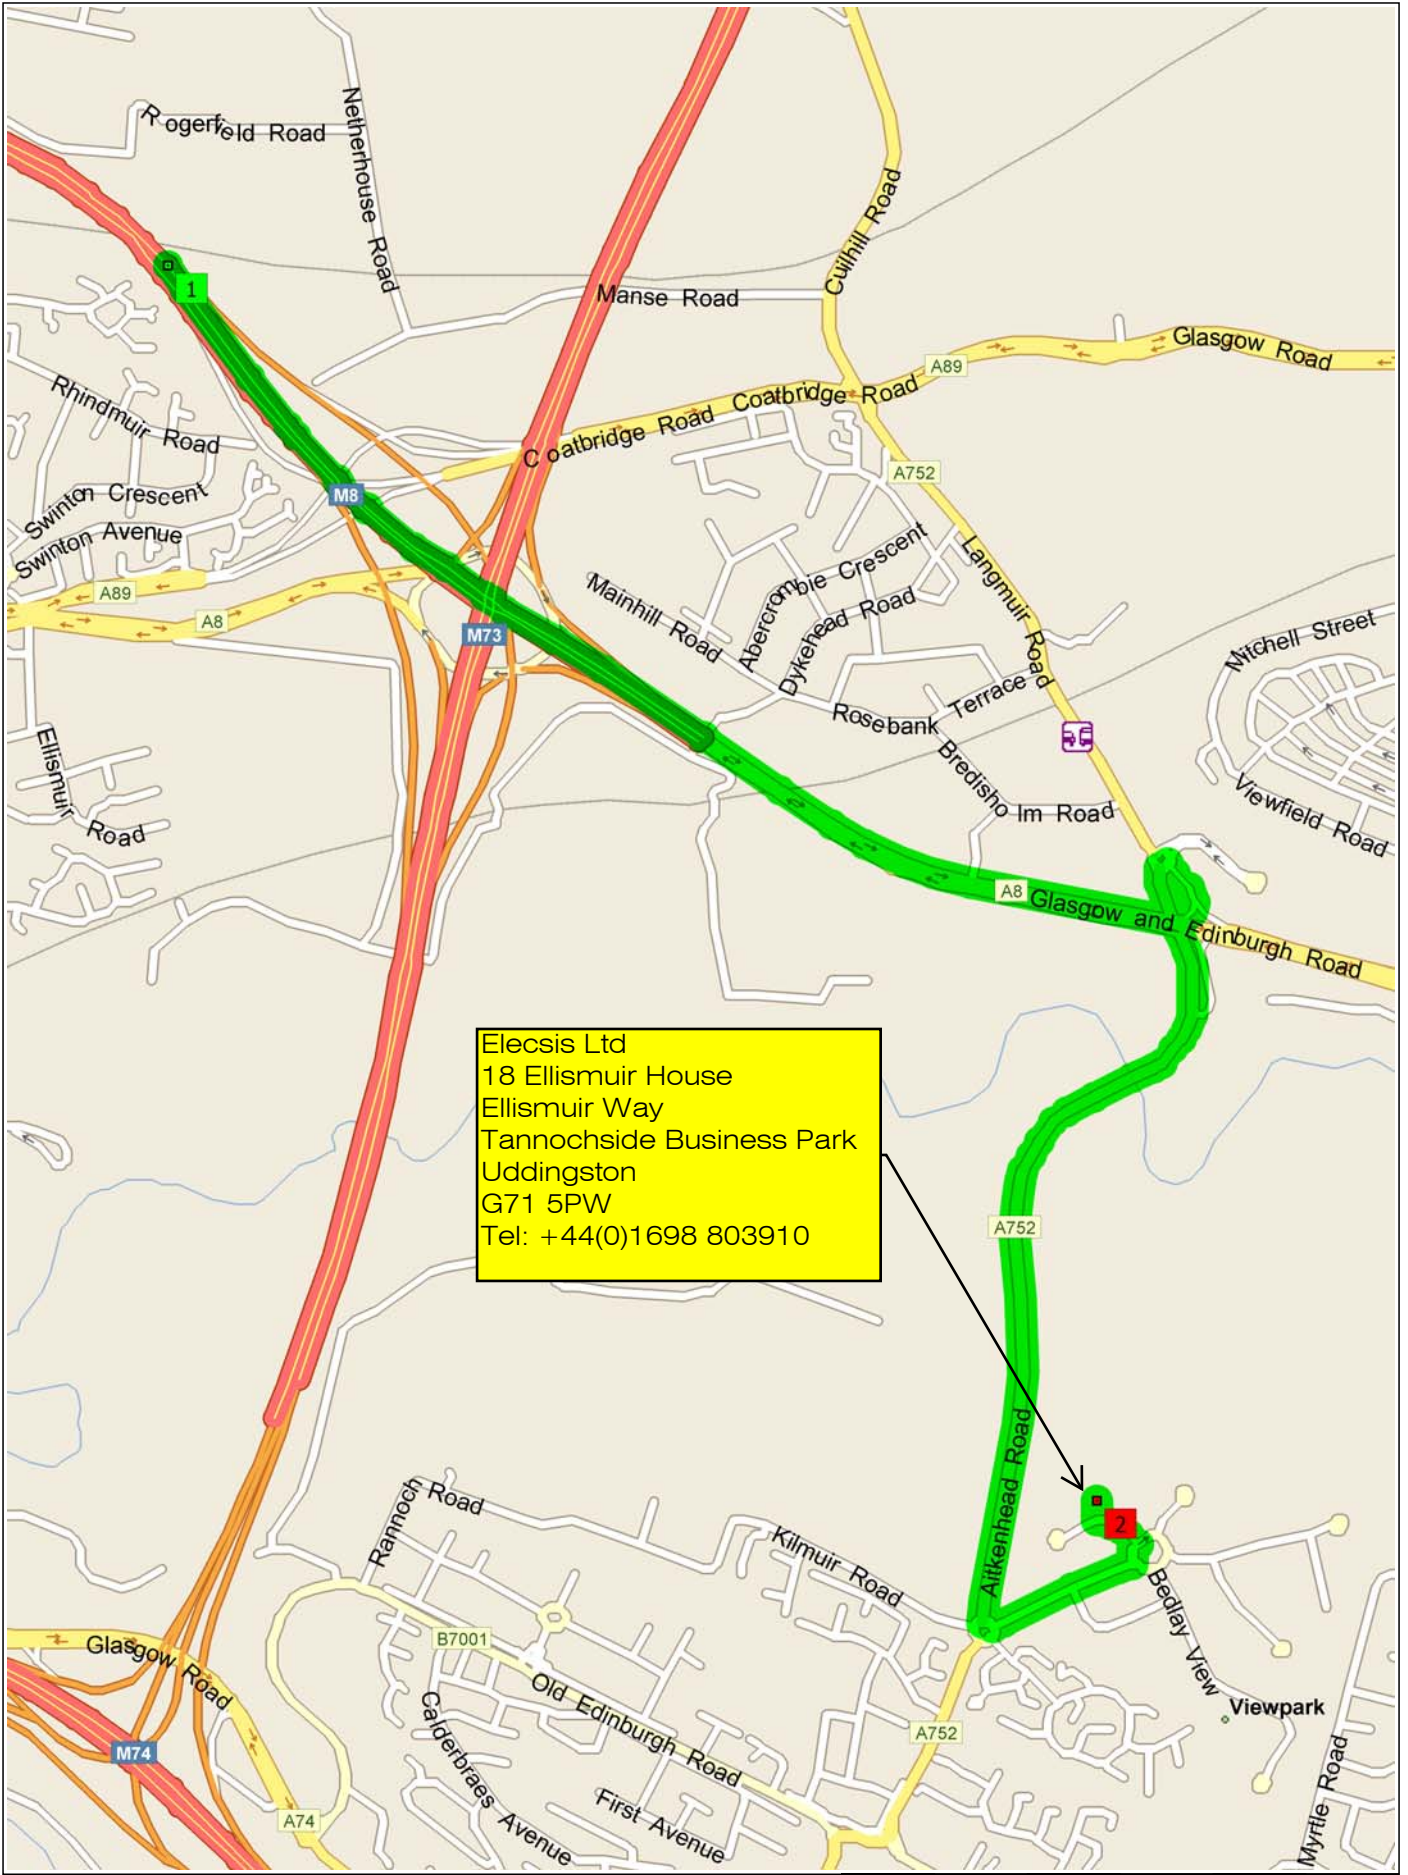 Rogerfield Road
Netherhouse Road
1
Cuilhill Road
Manse Road
Glasgow Road
A89
Rhindmuir Road
Coatbridge Road
Coatbridge Road
A752
M8
Swinton Crescent
Swinton Avenue
A89
A8
M73
Mainhill Road
Abercrombie Crescent
Dykehead Road
Langmuir Road
Mitchell Street
Rosebank Terrace
Bredisholm Road
Viewfield Road
Ellismuir Road
A8
Glasgow and Edinburgh Road
Elecsis Ltd
18 Ellismuir House
Ellismuir Way
Tannochside Business Park
Uddingston
G71 5PW
Tel: +44(0)1698 803910
A752
Aitkenhead Road
2
Rannoch Road
Kilmuir Road
Bedlay View
Viewpark
Glasgow Road
B7001
Old Edinburgh Road
Calderbraes Avenue
First Avenue
A752
M74
A74
Myrtle Road